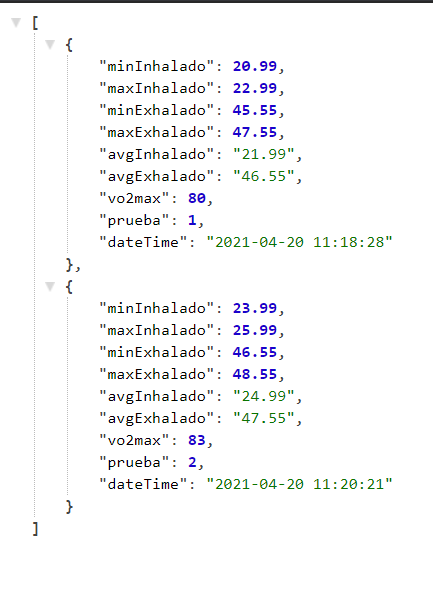 [
{
"minInhalado": 20.99,
"maxInhalado": 22.99,
"minExhalado": 45.55,
"maxExhalado": 47.55,
"avgInhalado": "21.99",
"avgExhalado": "46.55",
"vo2max": 80,
"prueba": 1,
"dateTime": "2021-04-20 11:18:28"
},
{
"minInhalado": 23.99,
"maxInhalado": 25.99,
"minExhalado": 46.55,
"maxExhalado": 48.55,
"avgInhalado": "24.99",
"avgExhalado": "47.55",
"vo2max": 83,
"prueba": 2,
"dateTime": "2021-04-20 11:20:21"
}
]